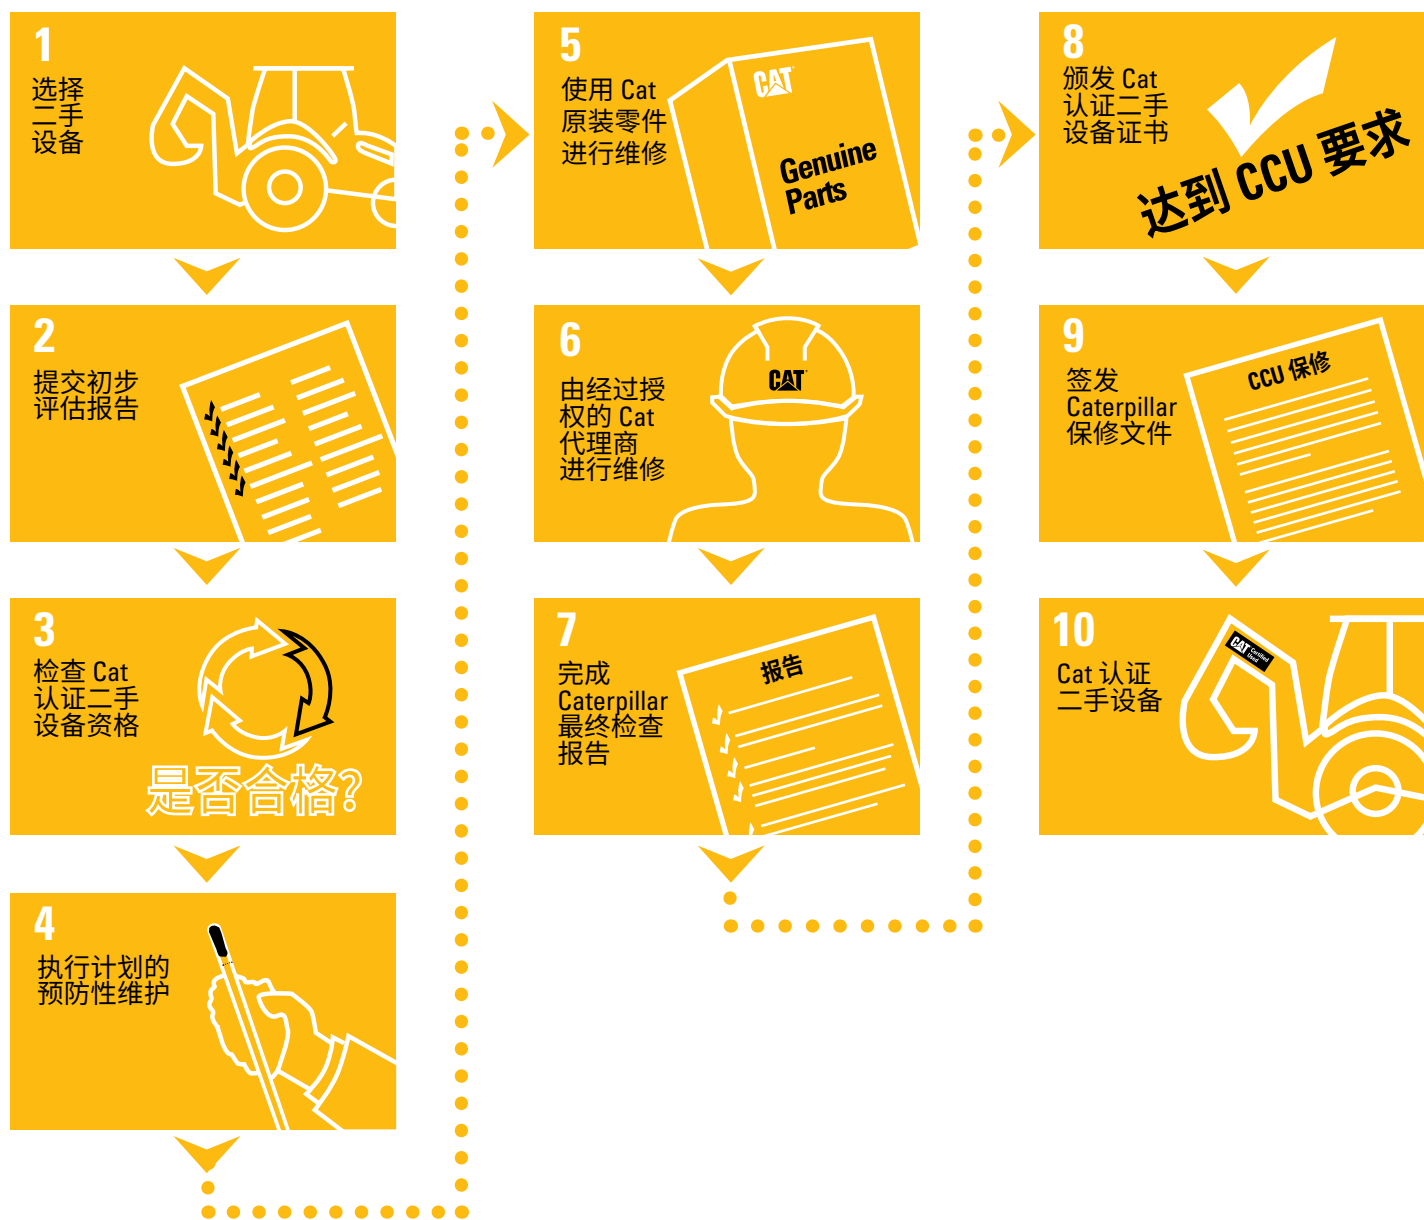 1
选择
二手
设备
2
提交初步
评估报告
3
检查 Cat
认证二手
设备资格
是否合格?
4
执行计划的
预防性维护
5
使用 Cat
原装零件
进行维修
CAT
Genuine
Parts
6
由经过授
权的 Cat
代理商
进行维修
CAT
7
完成
Caterpillar
最终检查
报告
报告
8
颁发 Cat
认证二手
设备证书
达到 CCU 要求
9
签发
Caterpillar
保修文件
CCU 保修
10
Cat 认证
二手设备
CAT Certified
Used